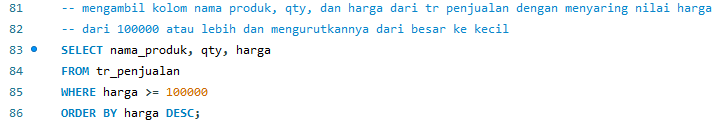 81 -- mengambil kolom nama produk, qty, dan harga dari tr penjualan dengan menyaring nilai harga
82 -- dari 100000 atau lebih dan mengurutkannya dari besar ke kecil
83 SELECT nama_produk, qty, harga
84 FROM tr_penjualan
85 WHERE harga >= 100000
86 ORDER BY harga DESC;